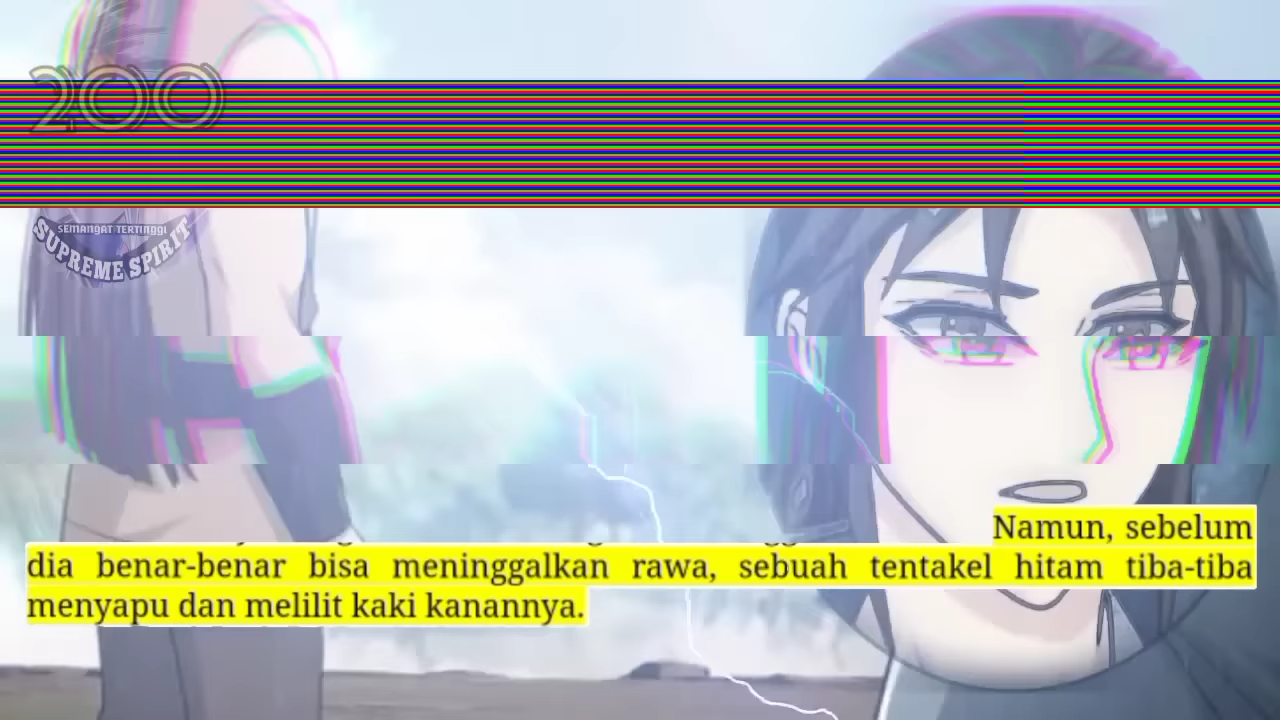 200
SEMANGAT TERTINGGI
SUPREME SPIRIT
Namun, sebelum
dia benar-benar bisa meninggalkan rawa, sebuah tentakel hitam tiba-tiba
menyapu dan melilit kaki kanannya.